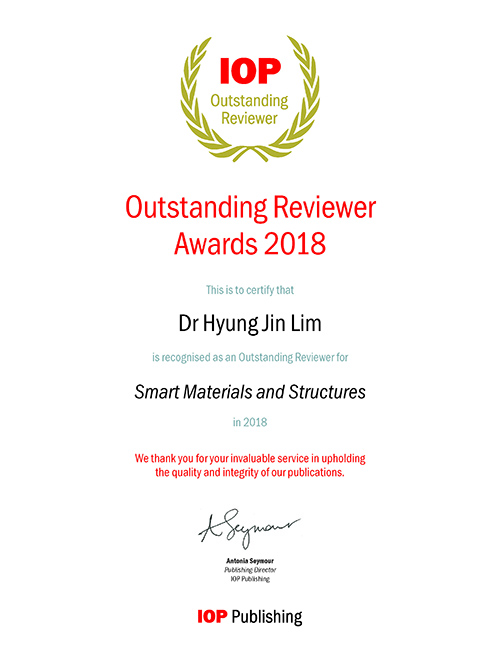 IOP
Outstanding
Reviewer
Outstanding Reviewer
Awards 2018
This is to certify that
Dr Hyung Jin Lim
is recognised as an Outstanding Reviewer for
Smart Materials and Structures
in 2018
We thank you for your invaluable service in upholding
the quality and integrity of our publications.
A Seymour
Antonia Seymour
Publishing Director
IOP Publishing
IOP Publishing